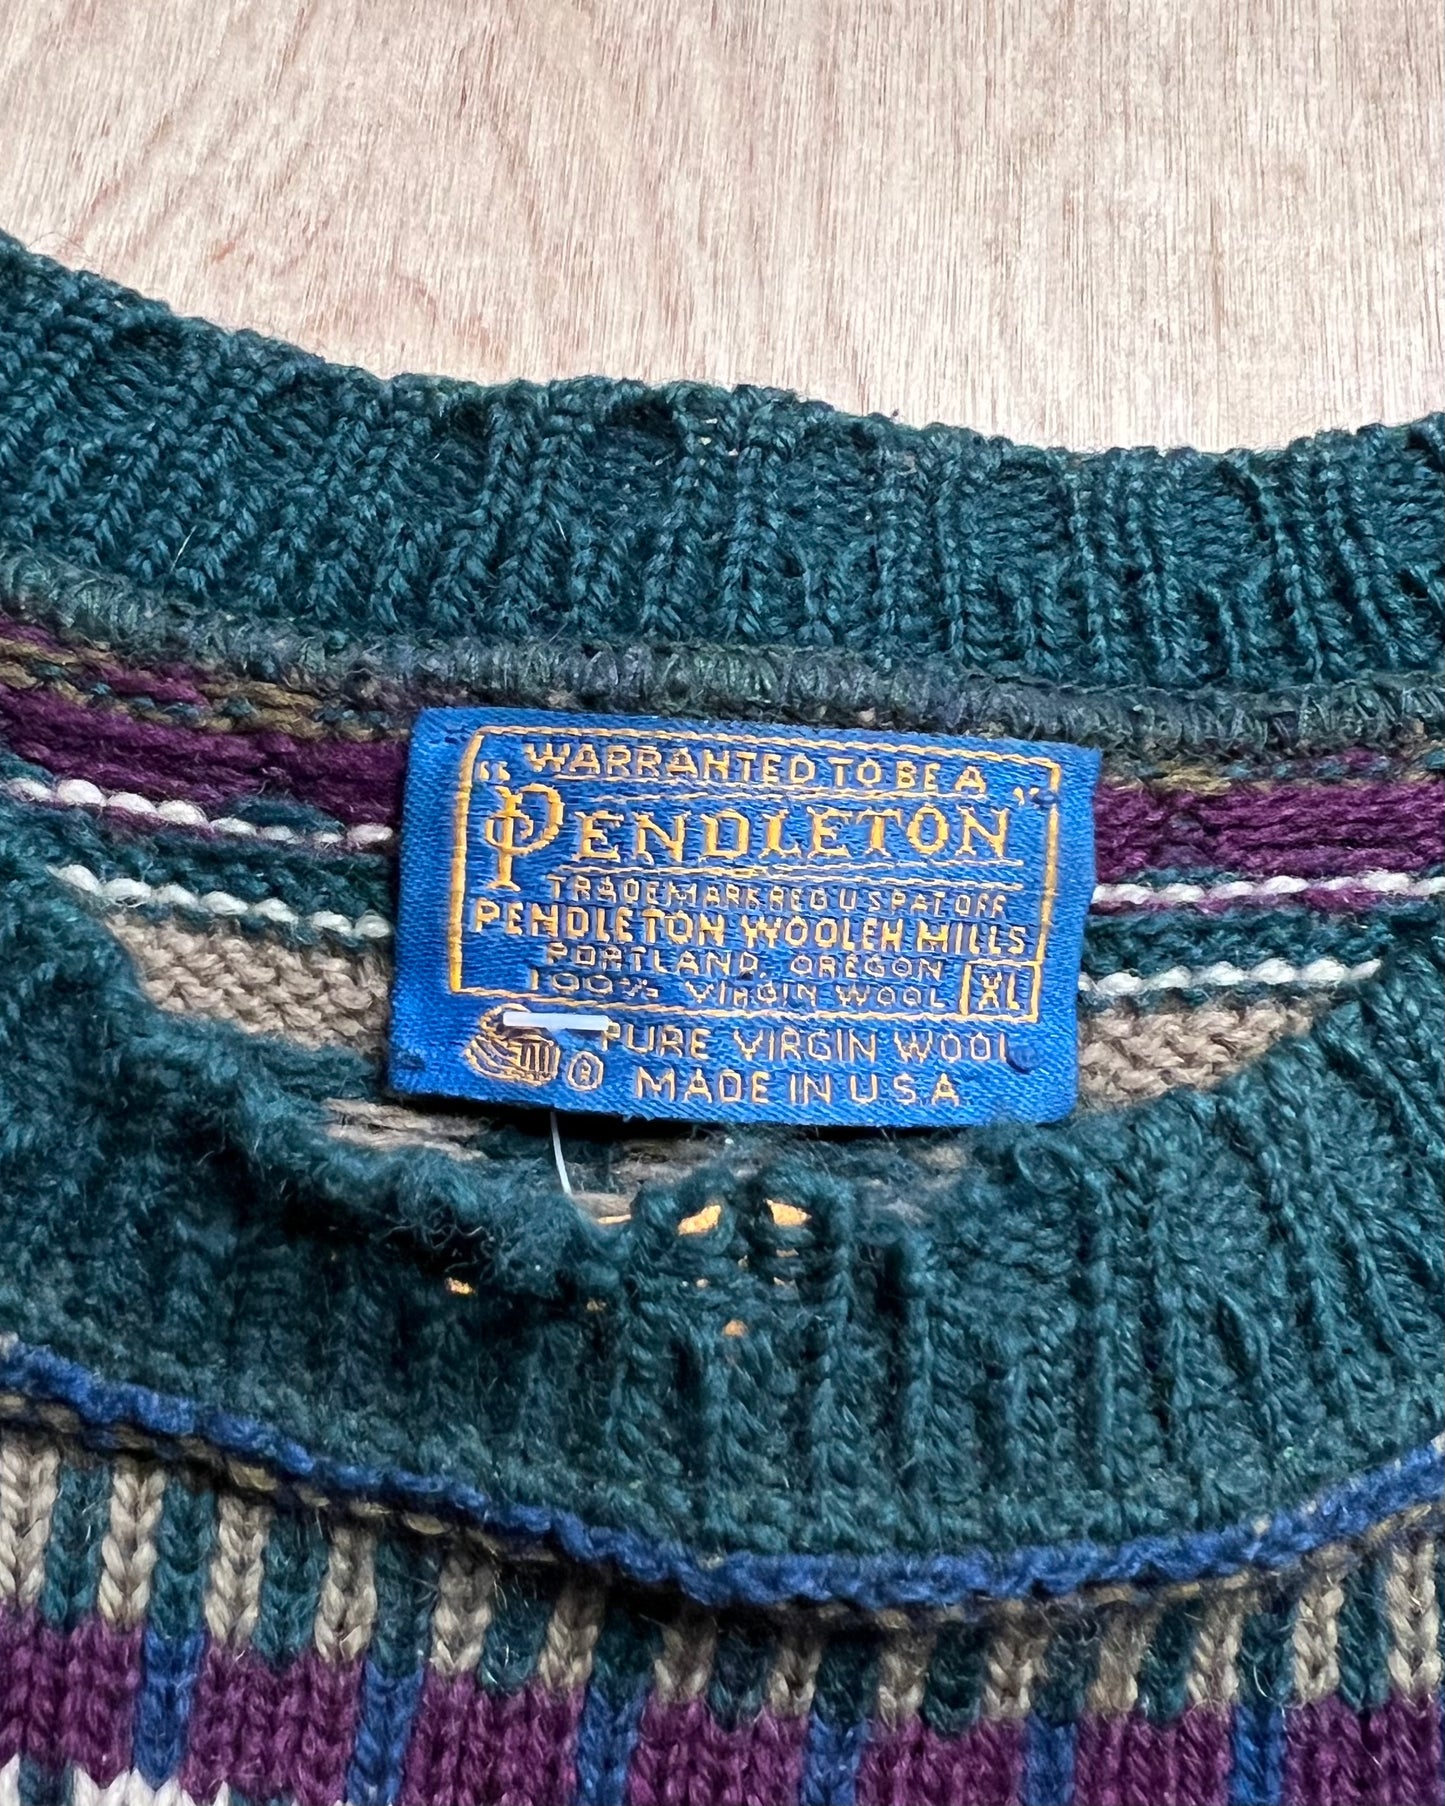 WARRANTED TO BE A
"PENDLETON"
TRADEMARK REG U S PAT OFF
PENDLETON WOOLEN MILLS
PORTLAND, OREGON
100% VIRGIN WOOL XL
®
PURE VIRGIN WOOL
MADE IN U.S.A.